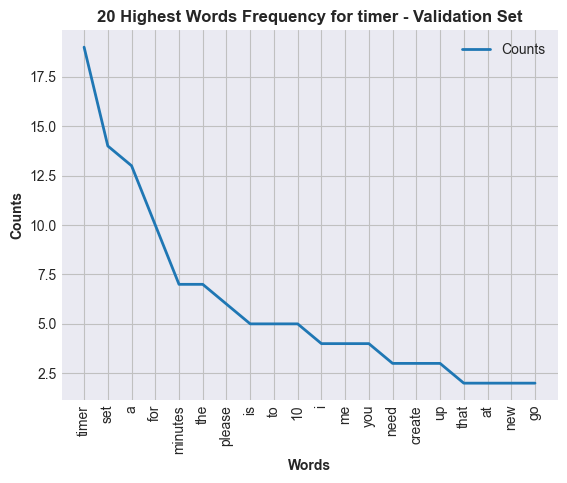 20 Highest Words Frequency for timer - Validation Set
Counts
17.5
15.0
12.5
10.0
7.5
5.0
2.5
Counts
timer
set
a
for
minutes
the
please
is
to
10
i
me
you
need
create
up
that
at
new
go
Words